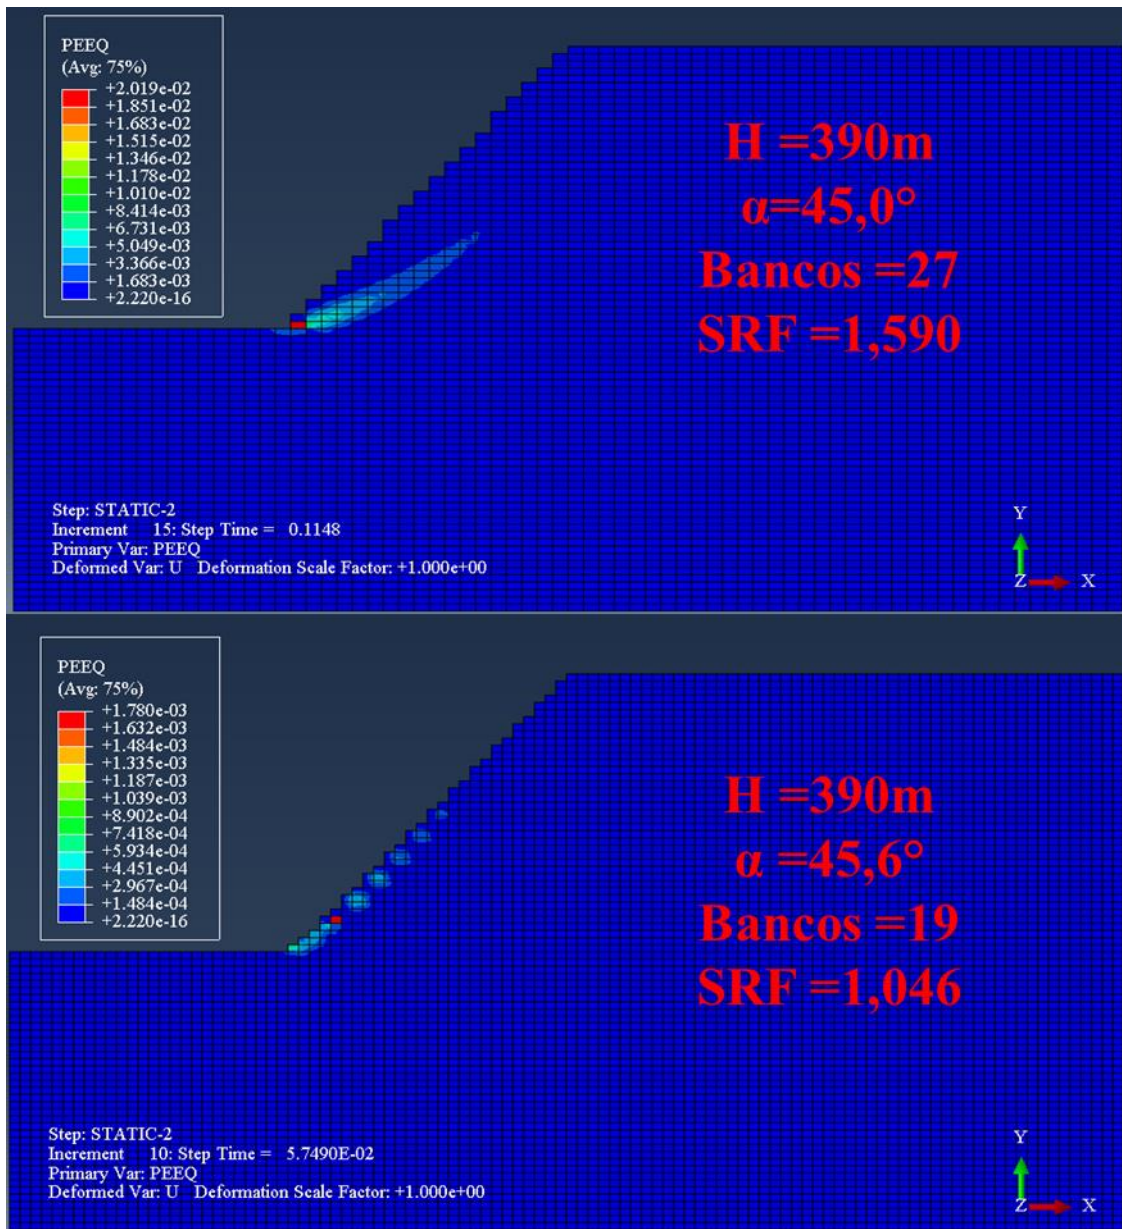 PEEQ
(Avg: 75%)
+2.019e-02
+1.851e-02
+1.683e-02
+1.515e-02
+1.346e-02
+1.178e-02
+1.010e-02
+8.414e-03
+6.731e-03
+5.049e-03
+3.366e-03
+1.683e-03
+2.220e-16
H =390m
α=45,0°
Bancos =27
SRF =1,590
Step: STATIC-2
Increment 15: Step Time = 0.1148
Primary Var: PEEQ
Deformed Var: U Deformation Scale Factor: +1.000e+00
Y
Z X
PEEQ
(Avg: 75%)
+1.780e-03
+1.632e-03
+1.484e-03
+1.335e-03
+1.187e-03
+1.039e-03
+8.902e-04
+7.418e-04
+5.934e-04
+4.451e-04
+2.967e-04
+1.484e-04
+2.220e-16
H =390m
α =45,6°
Bancos =19
SRF =1,046
Step: STATIC-2
Increment 10: Step Time = 5.7490E-02
Primary Var: PEEQ
Deformed Var: U Deformation Scale Factor: +1.000e+00
Y
Z X